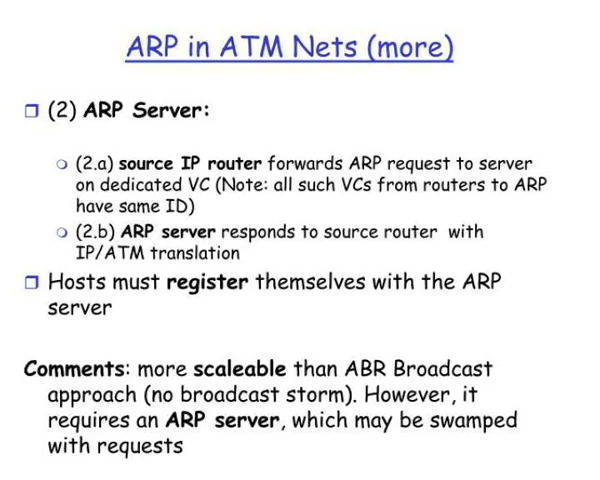 ARP in ATM Nets (more)
(2) ARP Server:
(2.a) source IP router forwards ARP request to server
on dedicated VC (Note: all such VCs from routers to ARP
have same ID)
(2.b) ARP server responds to source router with
IP/ATM translation
Hosts must register themselves with the ARP
server
Comments: more scaleable than ABR Broadcast
approach (no broadcast storm). However, it
requires an ARP server, which may be swamped
with requests